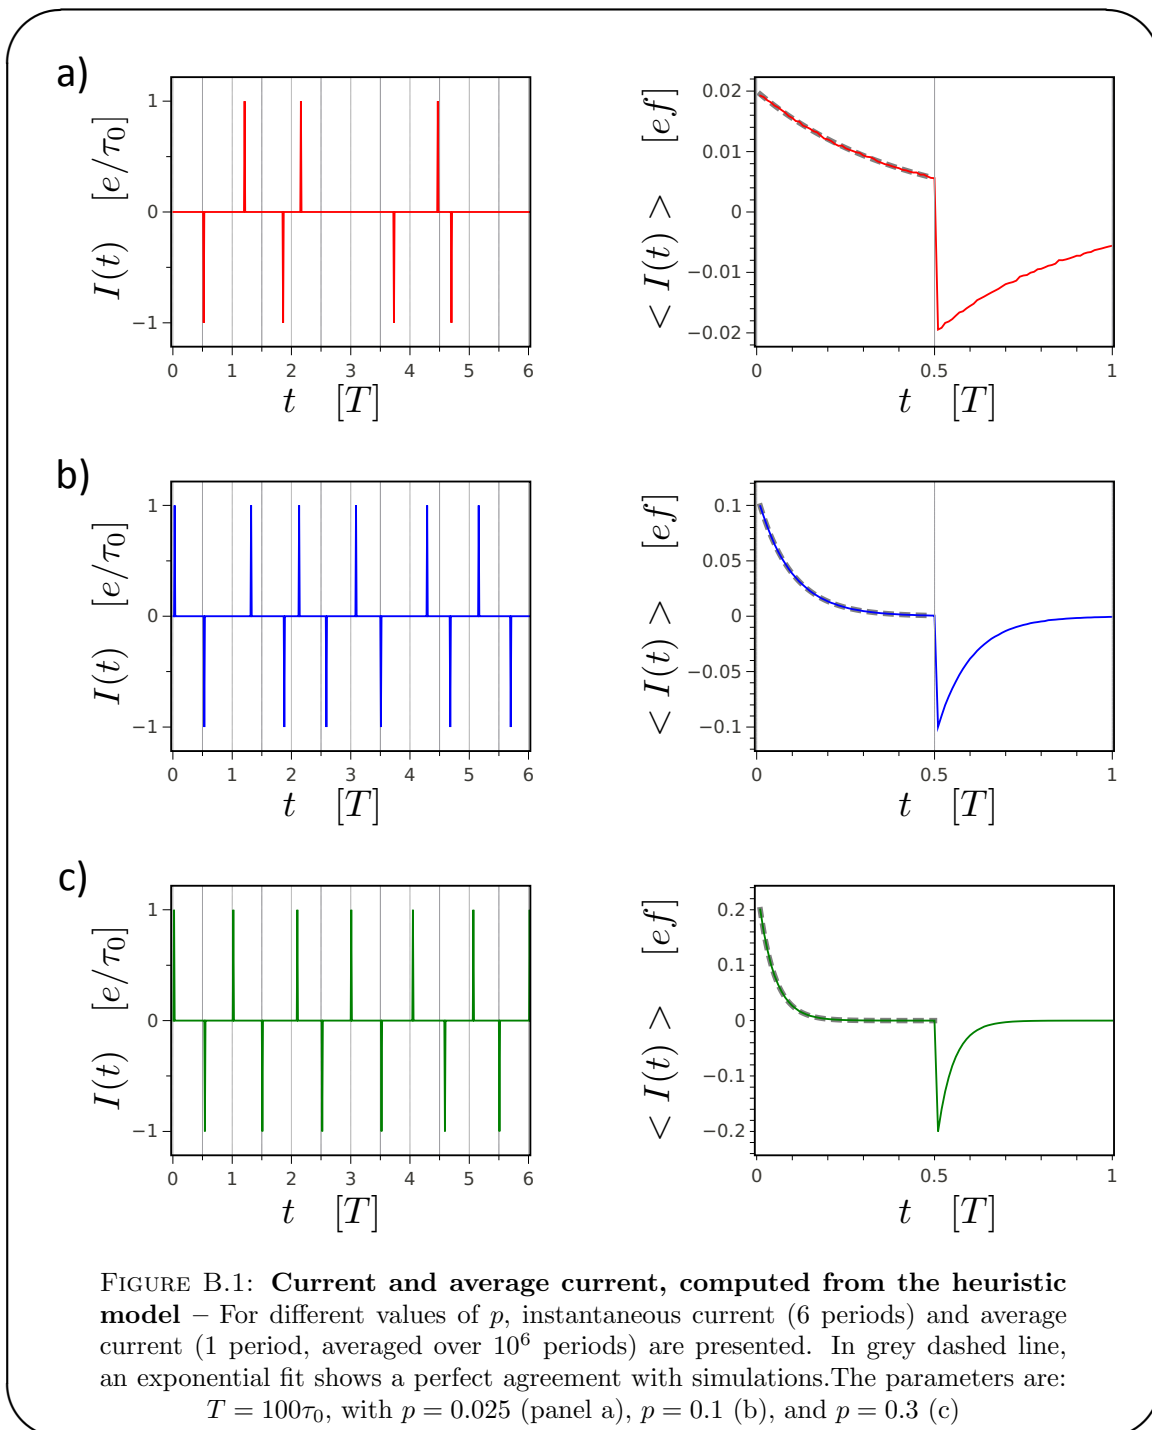 a)
I(t) [e/τ0]
1
0
−1
0 1 2 3 4 5 6
t [T]
< I(t) > [ef]
0.02
0.01
0
−0.01
−0.02
0 0.5 1
t [T]
b)
I(t) [e/τ0]
1
0
−1
0 1 2 3 4 5 6
t [T]
< I(t) > [ef]
0.1
0.05
0
−0.05
−0.1
0 0.5 1
t [T]
c)
I(t) [e/τ0]
1
0
−1
0 1 2 3 4 5 6
t [T]
< I(t) > [ef]
0.2
0.1
0
−0.1
−0.2
0 0.5 1
t [T]
FIGURE B.1: Current and average current, computed from the heuristic
model – For different values of p, instantaneous current (6 periods) and average
current (1 period, averaged over 10⁶ periods) are presented. In grey dashed line,
an exponential fit shows a perfect agreement with simulations.The parameters are:
T = 100τ0, with p = 0.025 (panel a), p = 0.1 (b), and p = 0.3 (c)